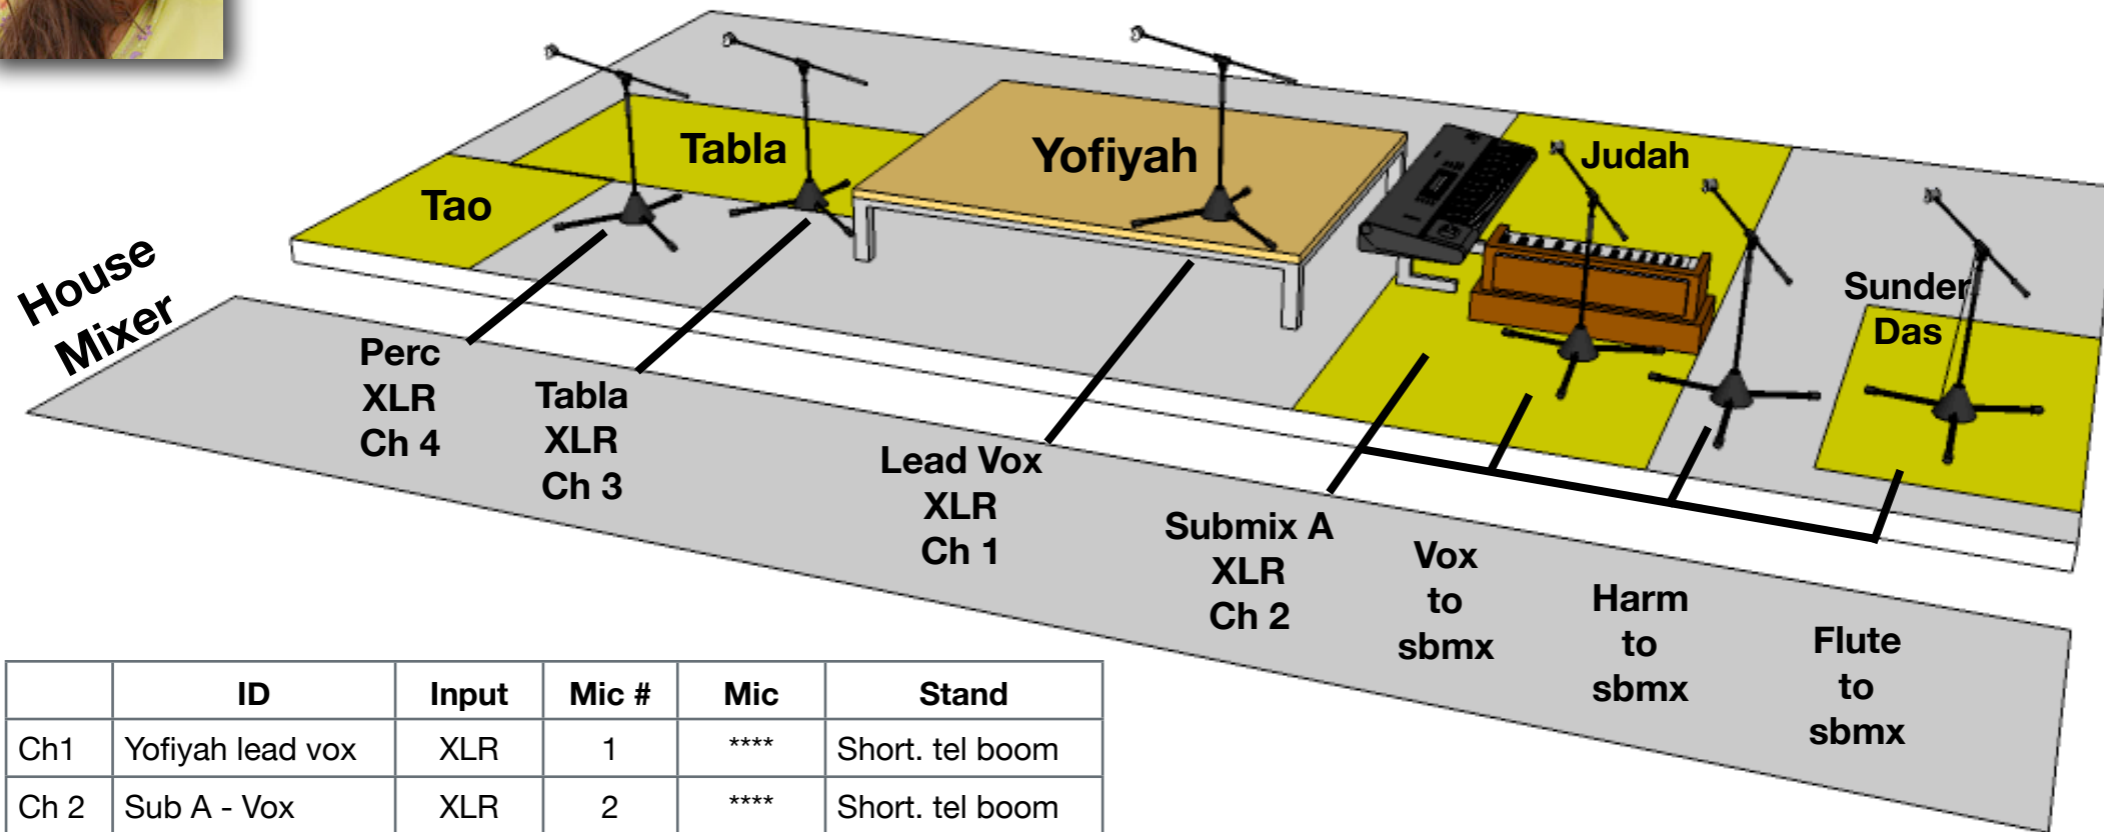 Tabla
Yofiyah
Judah
Tao
Sunder
Das
House
Mixer
Perc
XLR
Ch 4
Tabla
XLR
Ch 3
Lead Vox
XLR
Ch 1
Submix A
XLR
Ch 2
Vox
to
sbmx
Harm
to
sbmx
Flute
to
sbmx
ID Input Mic # Mic Stand
Ch1 Yofiyah lead vox XLR 1 **** Short. tel boom
Ch 2 Sub A - Vox XLR 2 **** Short. tel boom